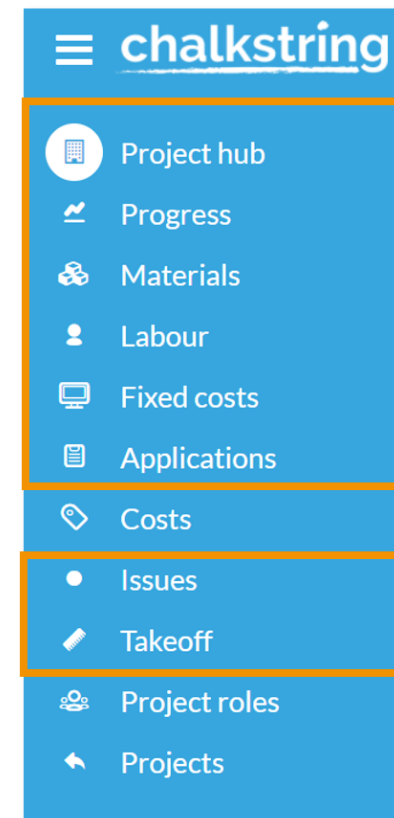 chalkstring
Project hub
Progress
Materials
Labour
Fixed costs
Applications
Costs
Issues
Takeoff
Project roles
Projects